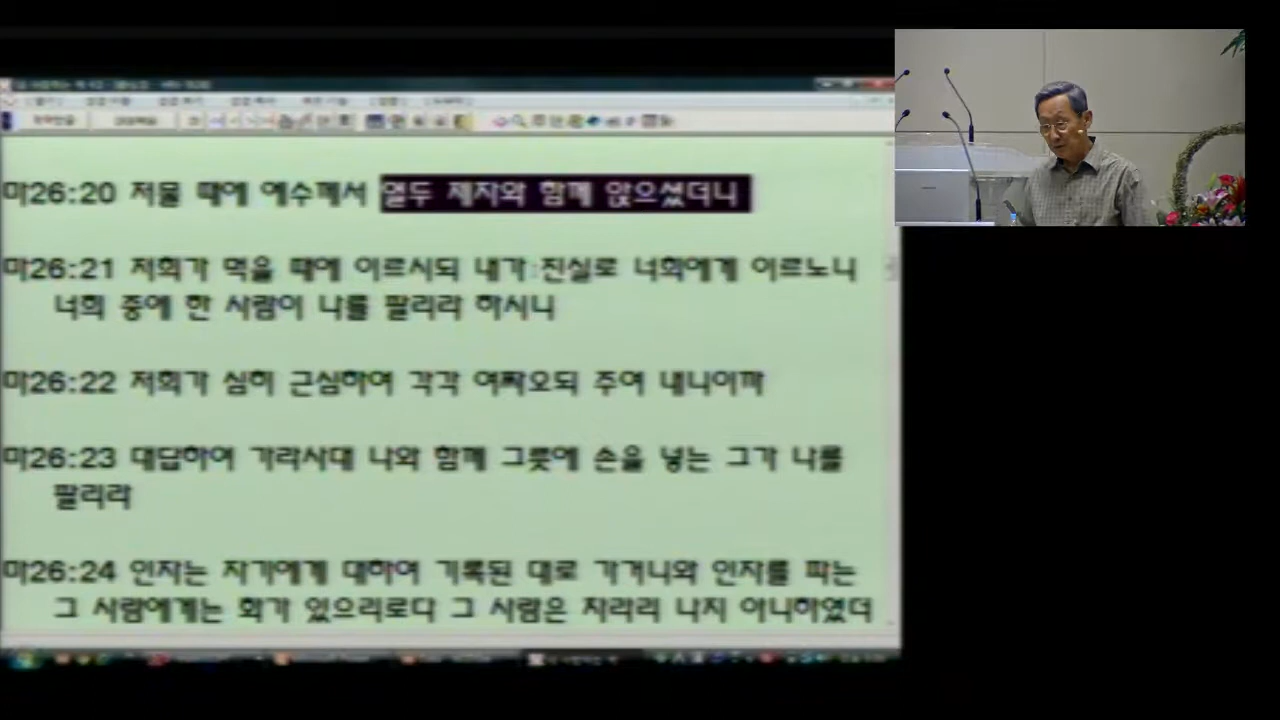 마26:20 저물 때에 예수께서 열두 제자와 함께 앉으셨더니
마26:21 저희가 먹을 때에 이르시되 내가 진실로 너희에게 이르노니
너희 중에 한 사람이 나를 팔리라 하시니
마26:22 저희가 심히 근심하여 각각 여짜오되 주여 내니이까
마26:23 대답하여 가라사대 나와 함께 그릇에 손을 넣는 그가 나를
팔리라
마26:24 인자는 자기에게 대하여 기록된 대로 가거니와 인자를 파는
그 사람에게는 화가 있으리로다 그 사람은 차라리 나지 아니하였더